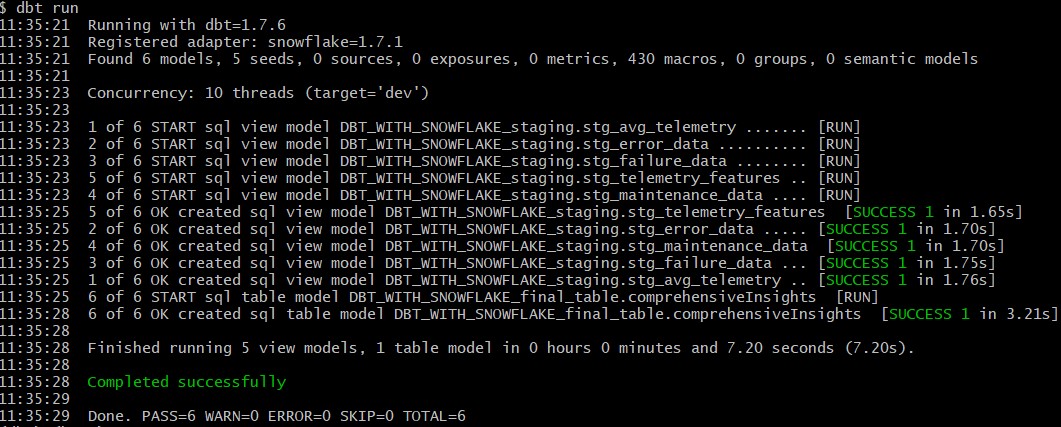 $ dbt run
11:35:21  Running with dbt=1.7.6
11:35:21  Registered adapter: snowflake=1.7.1
11:35:21  Found 6 models, 5 seeds, 0 sources, 0 exposures, 0 metrics, 430 macros, 0 groups, 0 semantic models
11:35:21
11:35:23  Concurrency: 10 threads (target='dev')
11:35:23
11:35:23  1 of 6 START sql view model DBT_WITH_SNOWFLAKE_staging.stg_avg_telemetry ....... [RUN]
11:35:23  2 of 6 START sql view model DBT_WITH_SNOWFLAKE_staging.stg_error_data .......... [RUN]
11:35:23  3 of 6 START sql view model DBT_WITH_SNOWFLAKE_staging.stg_failure_data ........ [RUN]
11:35:23  5 of 6 START sql view model DBT_WITH_SNOWFLAKE_staging.stg_telemetry_features .. [RUN]
11:35:23  4 of 6 START sql view model DBT_WITH_SNOWFLAKE_staging.stg_maintenance_data .... [RUN]
11:35:25  5 of 6 OK created sql view model DBT_WITH_SNOWFLAKE_staging.stg_telemetry_features  [SUCCESS 1 in 1.65s]
11:35:25  2 of 6 OK created sql view model DBT_WITH_SNOWFLAKE_staging.stg_error_data ..... [SUCCESS 1 in 1.70s]
11:35:25  4 of 6 OK created sql view model DBT_WITH_SNOWFLAKE_staging.stg_maintenance_data  [SUCCESS 1 in 1.70s]
11:35:25  3 of 6 OK created sql view model DBT_WITH_SNOWFLAKE_staging.stg_failure_data ... [SUCCESS 1 in 1.75s]
11:35:25  1 of 6 OK created sql view model DBT_WITH_SNOWFLAKE_staging.stg_avg_telemetry .. [SUCCESS 1 in 1.76s]
11:35:25  6 of 6 START sql table model DBT_WITH_SNOWFLAKE_final_table.comprehensiveInsights  [RUN]
11:35:28  6 of 6 OK created sql table model DBT_WITH_SNOWFLAKE_final_table.comprehensiveInsights  [SUCCESS 1 in 3.21s]
11:35:28
11:35:28  Finished running 5 view models, 1 table model in 0 hours 0 minutes and 7.20 seconds (7.20s).
11:35:28
11:35:28  Completed successfully
11:35:29
11:35:29  Done. PASS=6 WARN=0 ERROR=0 SKIP=0 TOTAL=6